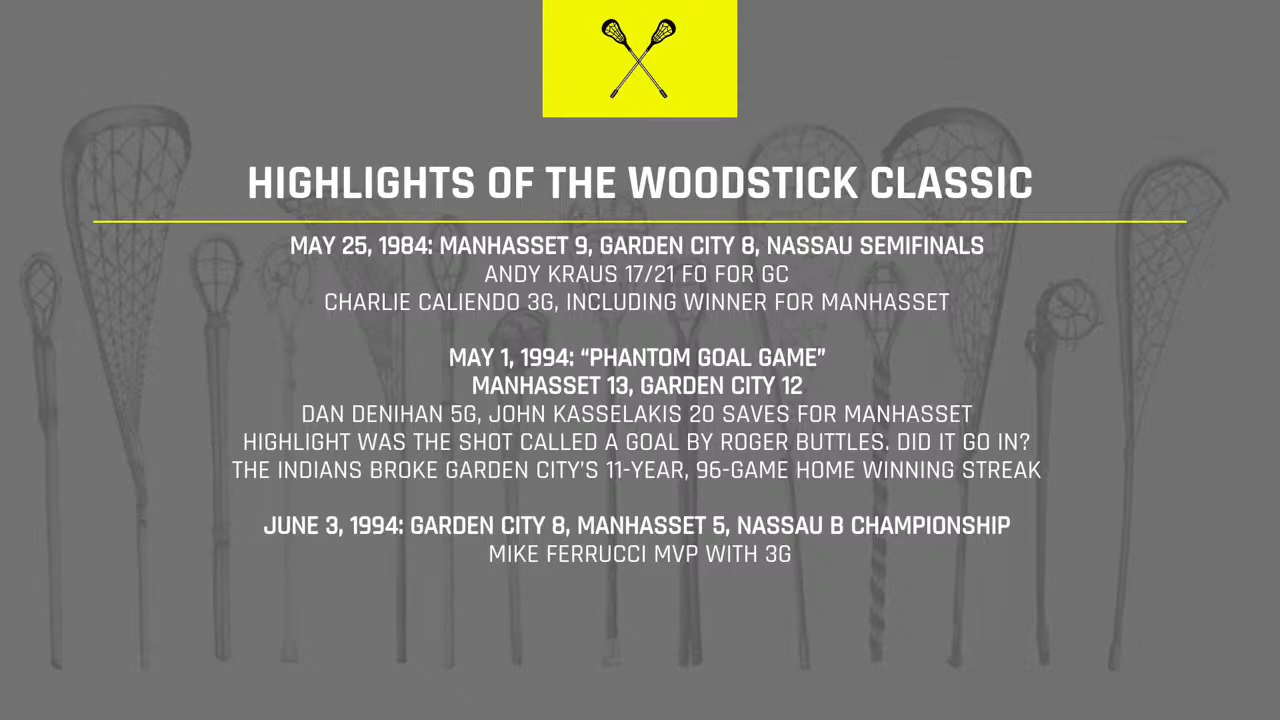 HIGHLIGHTS OF THE WOODSTICK CLASSIC
MAY 25, 1984: MANHASSET 9, GARDEN CITY 8, NASSAU SEMIFINALS
ANDY KRAUS 17/21 FO FOR GC
CHARLIE CALIENDO 3G, INCLUDING WINNER FOR MANHASSET
MAY 1, 1994: “PHANTOM GOAL GAME”
MANHASSET 13, GARDEN CITY 12
DAN DENIHAN 5G, JOHN KASSELAKIS 20 SAVES FOR MANHASSET
HIGHLIGHT WAS THE SHOT CALLED A GOAL BY ROGER BUTTLES. DID IT GO IN?
THE INDIANS BROKE GARDEN CITY’S 11-YEAR, 96-GAME HOME WINNING STREAK
JUNE 3, 1994: GARDEN CITY 8, MANHASSET 5, NASSAU B CHAMPIONSHIP
MIKE FERRUCCI MVP WITH 3G